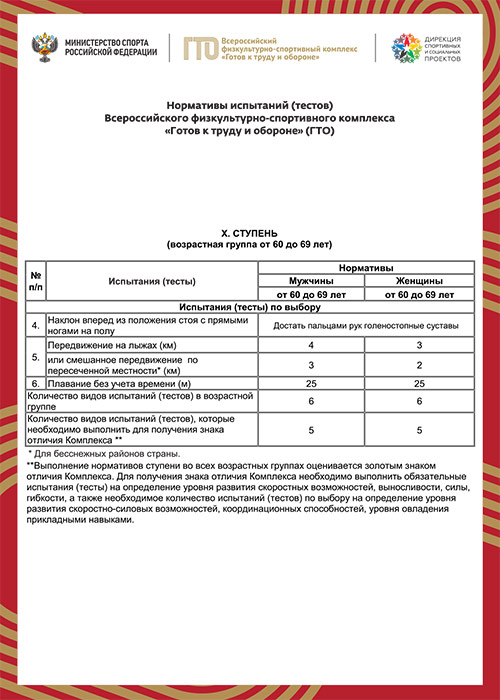 МИНИСТЕРСТВО СПОРТА
РОССИЙСКОЙ ФЕДЕРАЦИИ
ГТО
Всероссийский
физкультурно-спортивный комплекс
«Готов к труду и обороне»
ДИРЕКЦИЯ
СПОРТИВНЫХ
И СОЦИАЛЬНЫХ
ПРОЕКТОВ
Нормативы испытаний (тестов)
Всероссийского физкультурно-спортивного комплекса
«Готов к труду и обороне» (ГТО)
X. СТУПЕНЬ
(возрастная группа от 60 до 69 лет)
№ п/п Испытания (тесты) Нормативы
Мужчины Женщины
от 60 до 69 лет от 60 до 69 лет
Испытания (тесты) по выбору
4. Наклон вперед из положения стоя с прямыми
ногами на полу Достать пальцами рук голеностопные суставы
5. Передвижение на лыжах (км) 4 3
или смешанное передвижение по
пересеченной местности* (км) 3 2
6. Плавание без учета времени (м) 25 25
Количество видов испытаний (тестов) в возрастной
группе 6 6
Количество видов испытаний (тестов), которые
необходимо выполнить для получения знака
отличия Комплекса ** 5 5
* Для бесснежных районов страны.
**Выполнение нормативов ступени во всех возрастных группах оценивается золотым знаком
отличия Комплекса. Для получения знака отличия Комплекса необходимо выполнить обязательные
испытания (тесты) на определение уровня развития скоростных возможностей, выносливости, силы,
гибкости, а также необходимое количество испытаний (тестов) по выбору на определение уровня
развития скоростно-силовых возможностей, координационных способностей, уровня овладения
прикладными навыками.